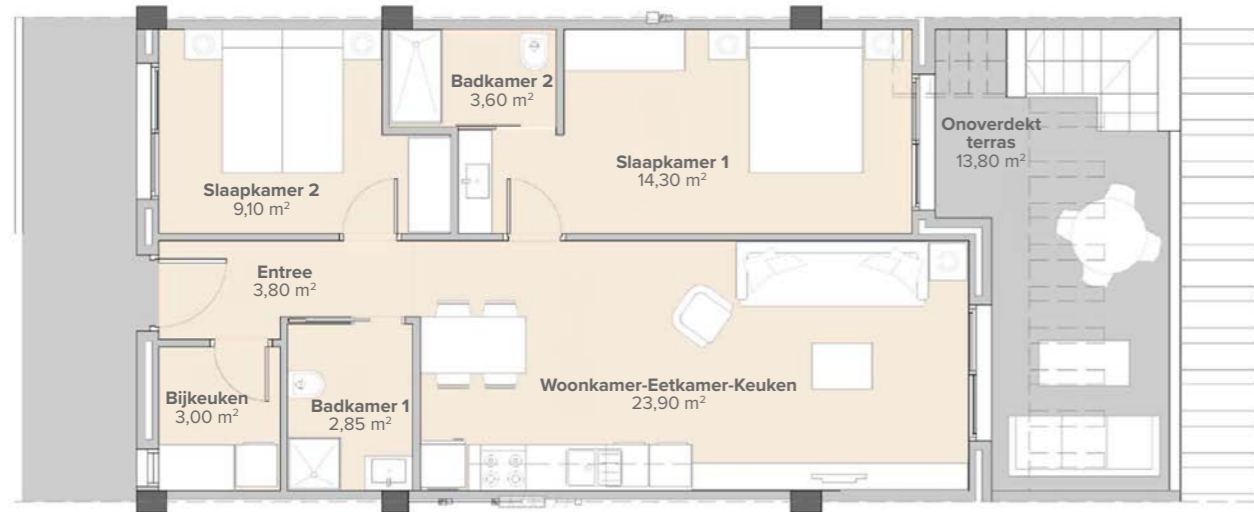 Badkamer 2
3,60 m²
Slaapkamer 2
9,10 m²
Slaapkamer 1
14,30 m²
Onoverdekt
terras
13,80 m²
Entree
3,80 m²
Bijkeuken
3,00 m²
Badkamer 1
2,85 m²
Woonkamer-Eetkamer-Keuken
23,90 m²